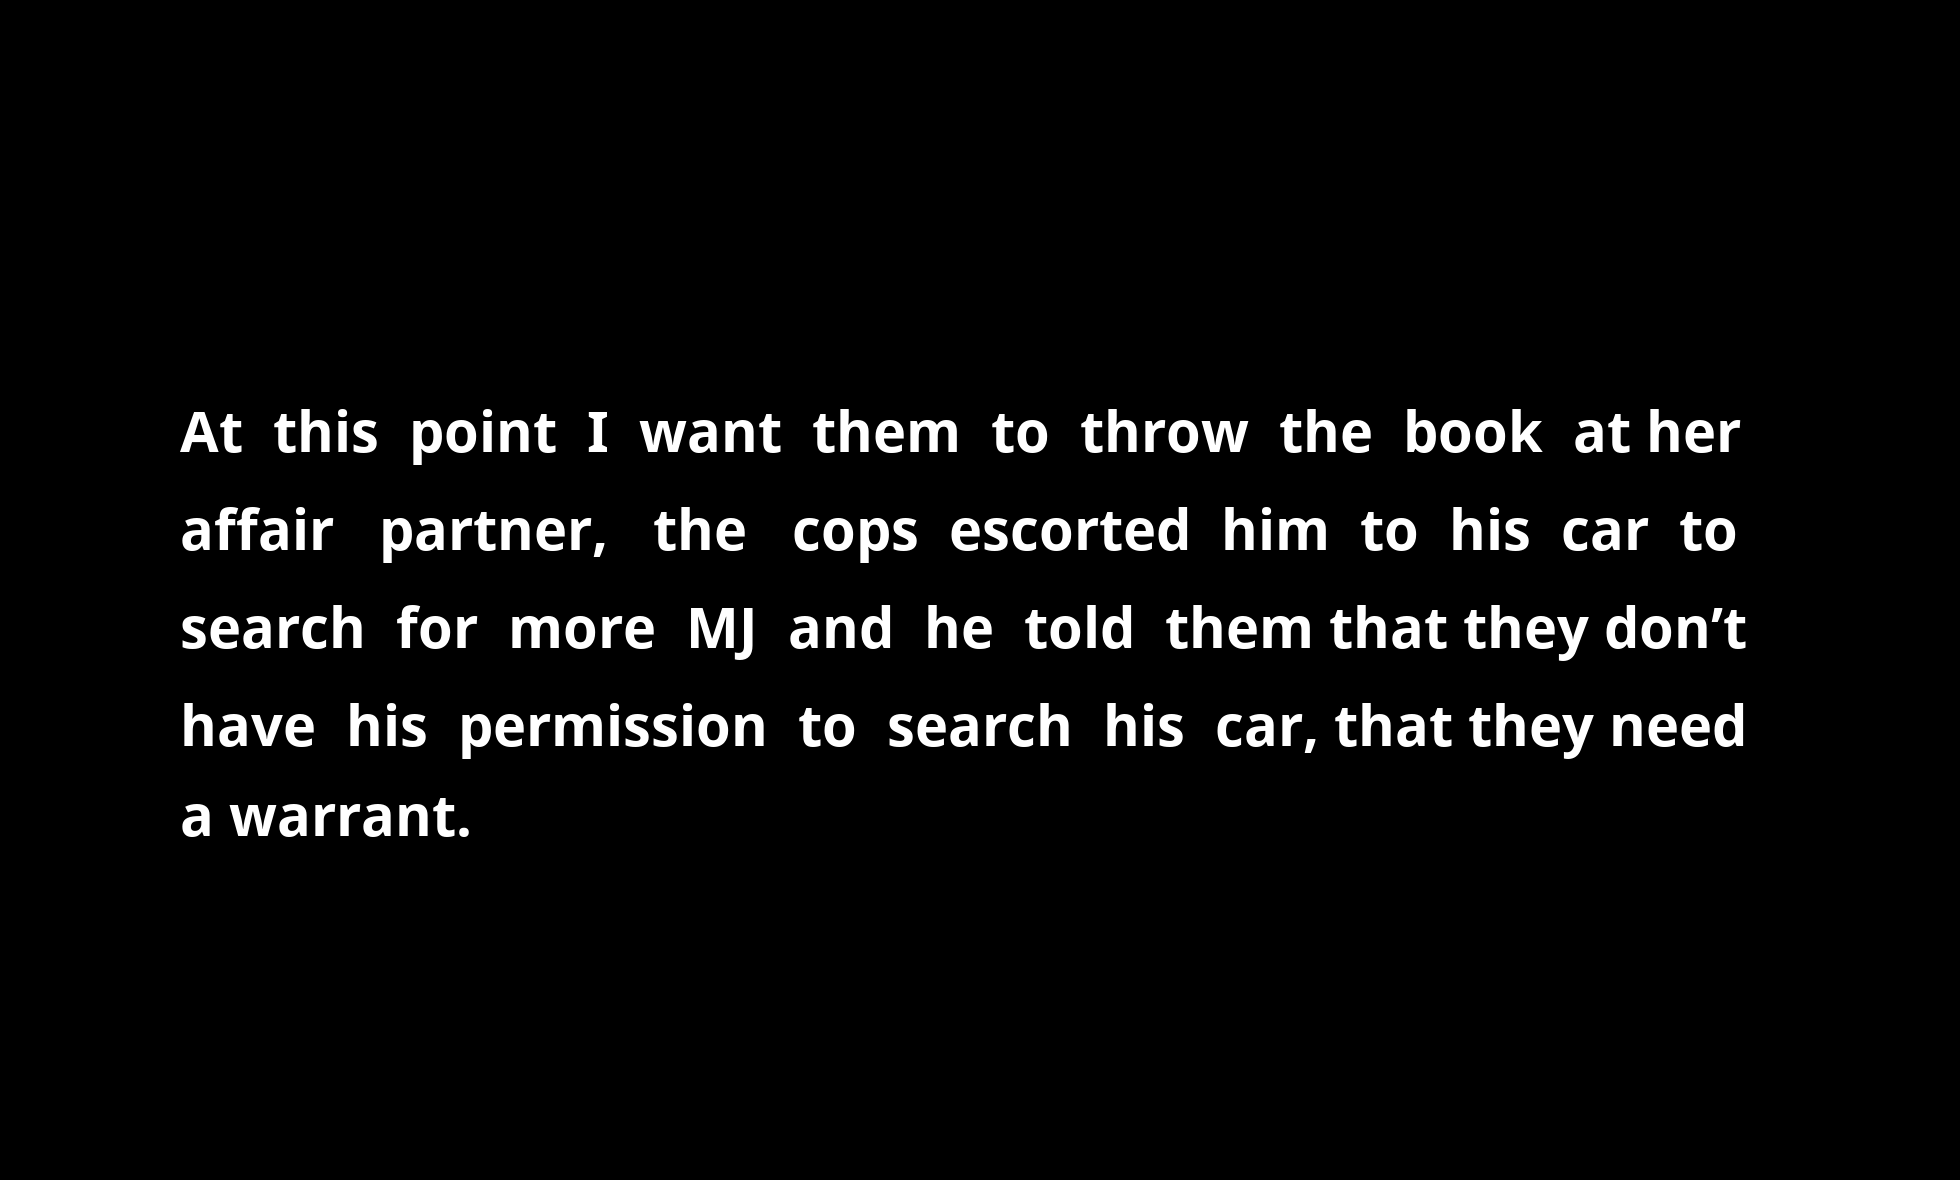 At this point I want them to throw the book at her
affair partner, the cops escorted him to his car to
search for more MJ and he told them that they don’t
have his permission to search his car, that they need
a warrant.